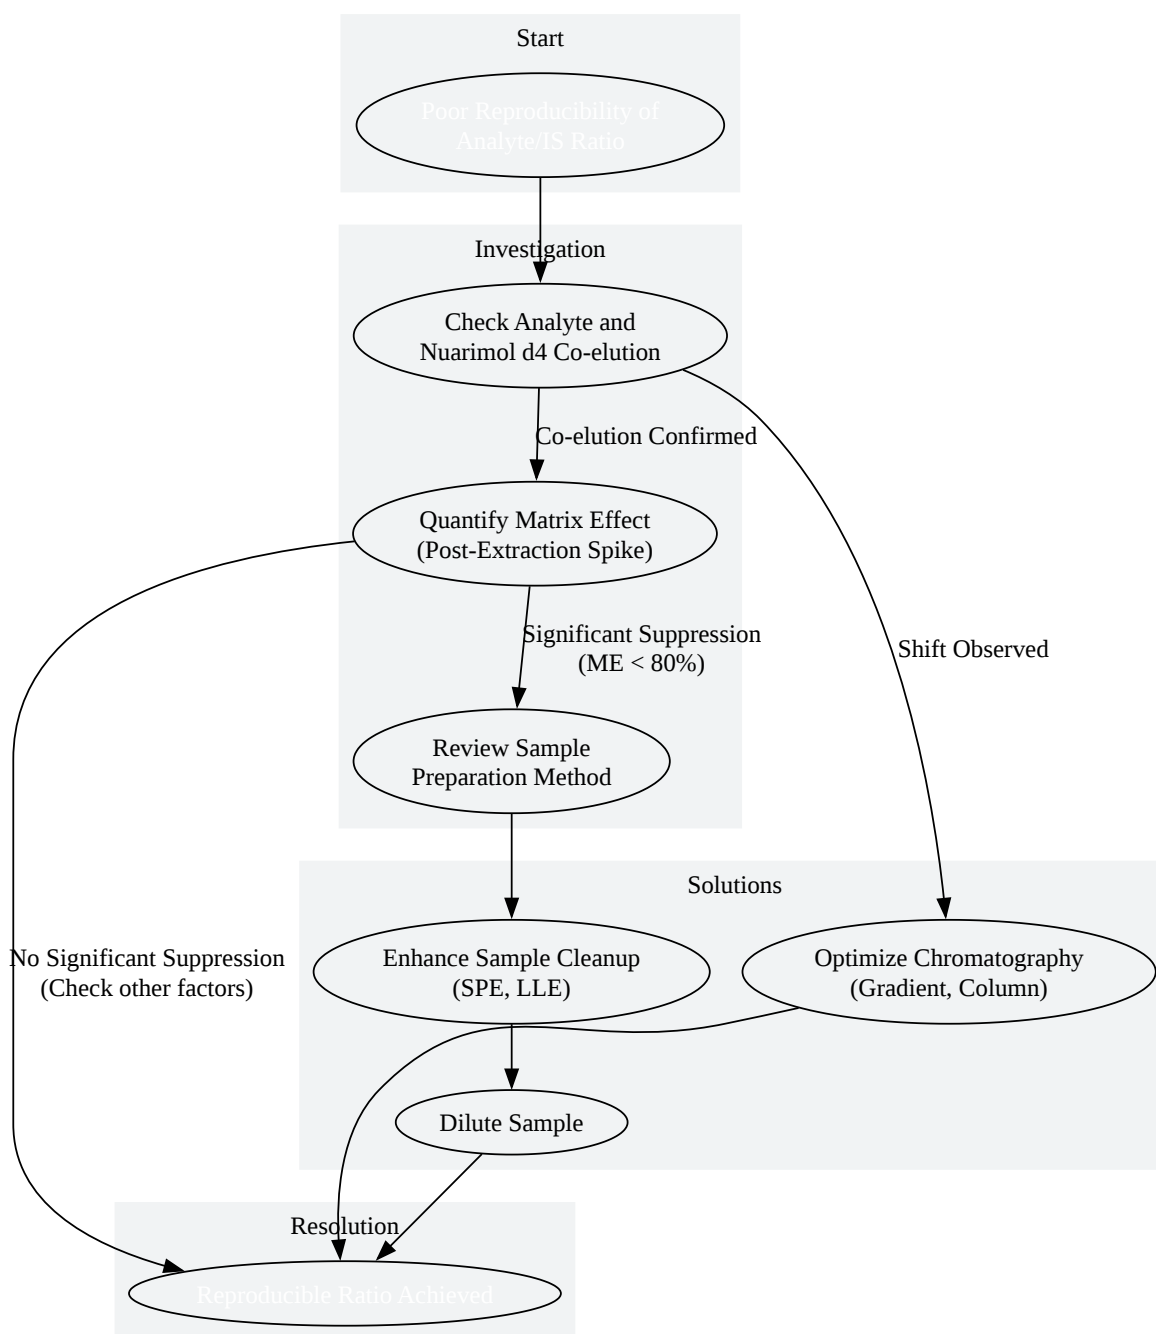 Start
Poor Reproducibility of
Analyte/IS Ratio
Investigation
Check Analyte and
Nuarimol d4 Co-elution
Co-elution Confirmed
Quantify Matrix Effect
(Post-Extraction Spike)
Significant Suppression
(ME < 80%)
Shift Observed
Review Sample
Preparation Method
Solutions
No Significant Suppression
(Check other factors)
Enhance Sample Cleanup
(SPE, LLE)
Optimize Chromatography
(Gradient, Column)
Dilute Sample
Resolution
Reproducible Ratio Achieved